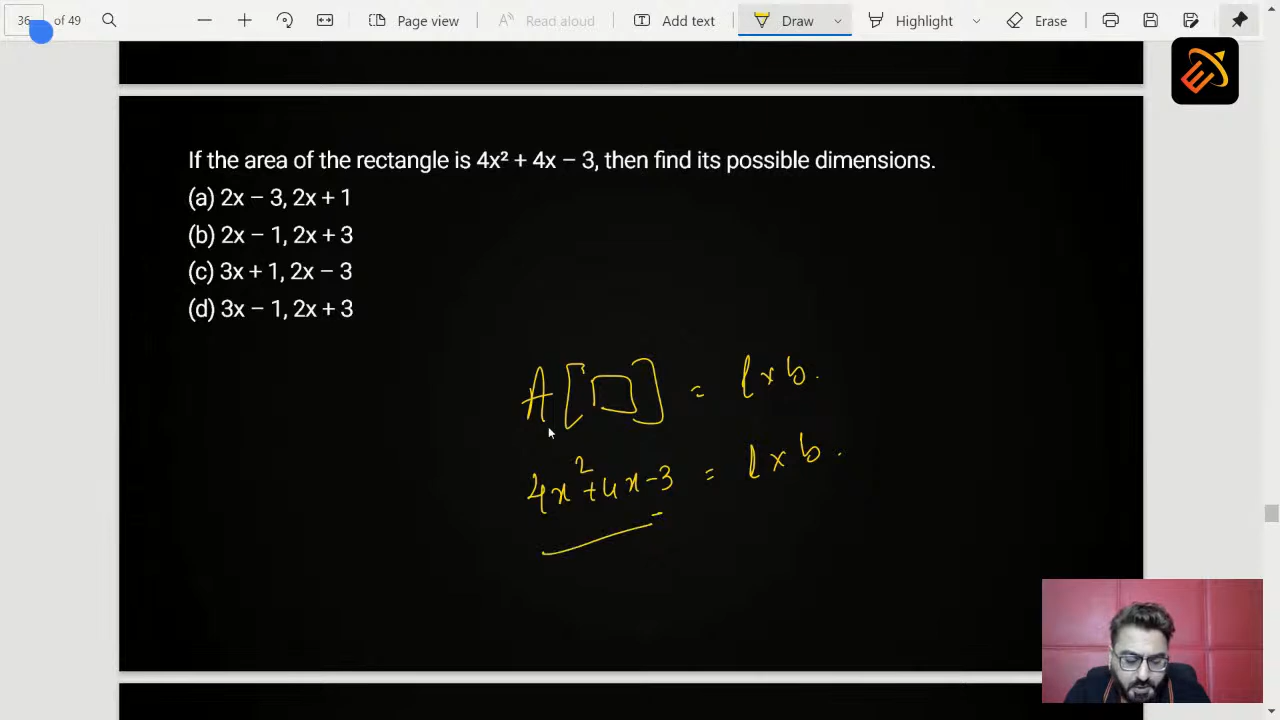 36 of 49 Page view Read aloud Add text Draw Highlight Erase
If the area of the rectangle is 4x² + 4x − 3, then find its possible dimensions.
(a) 2x − 3, 2x + 1
(b) 2x − 1, 2x + 3
(c) 3x + 1, 2x − 3
(d) 3x − 1, 2x + 3
A[□] = l x b.
4x²+4x-3 = l x b.